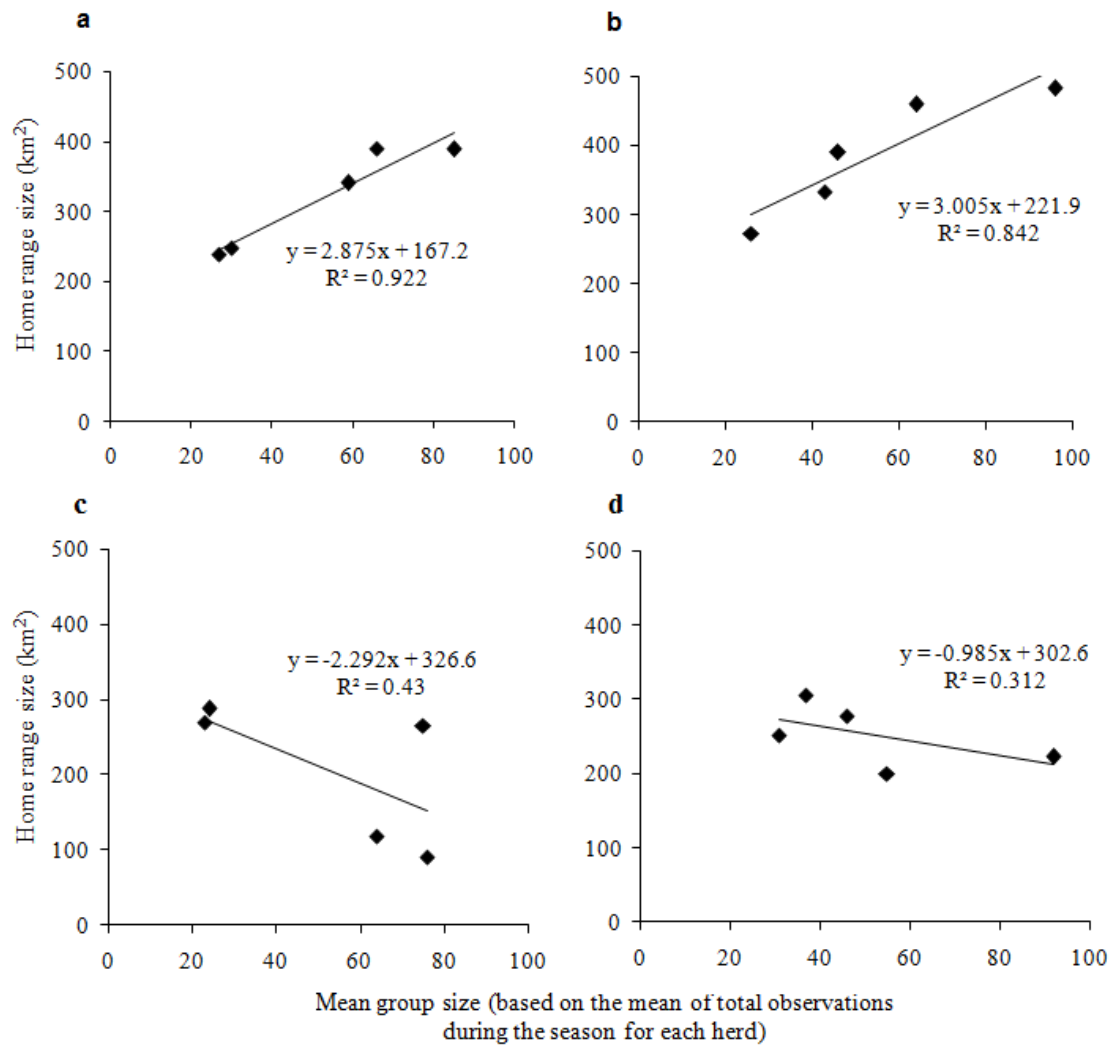 a
500
400
300
200
100
0
0 20 40 60 80 100
Home range size (km²)
y = 2.875x + 167.2
R² = 0.922
b
500
400
300
200
100
0
0 20 40 60 80 100
y = 3.005x + 221.9
R² = 0.842
c
500
400
300
200
100
0
0 20 40 60 80 100
Home range size (km²)
y = -2.292x + 326.6
R² = 0.43
d
500
400
300
200
100
0
0 20 40 60 80 100
y = -0.985x + 302.6
R² = 0.312
Mean group size (based on the mean of total observations
during the season for each herd)